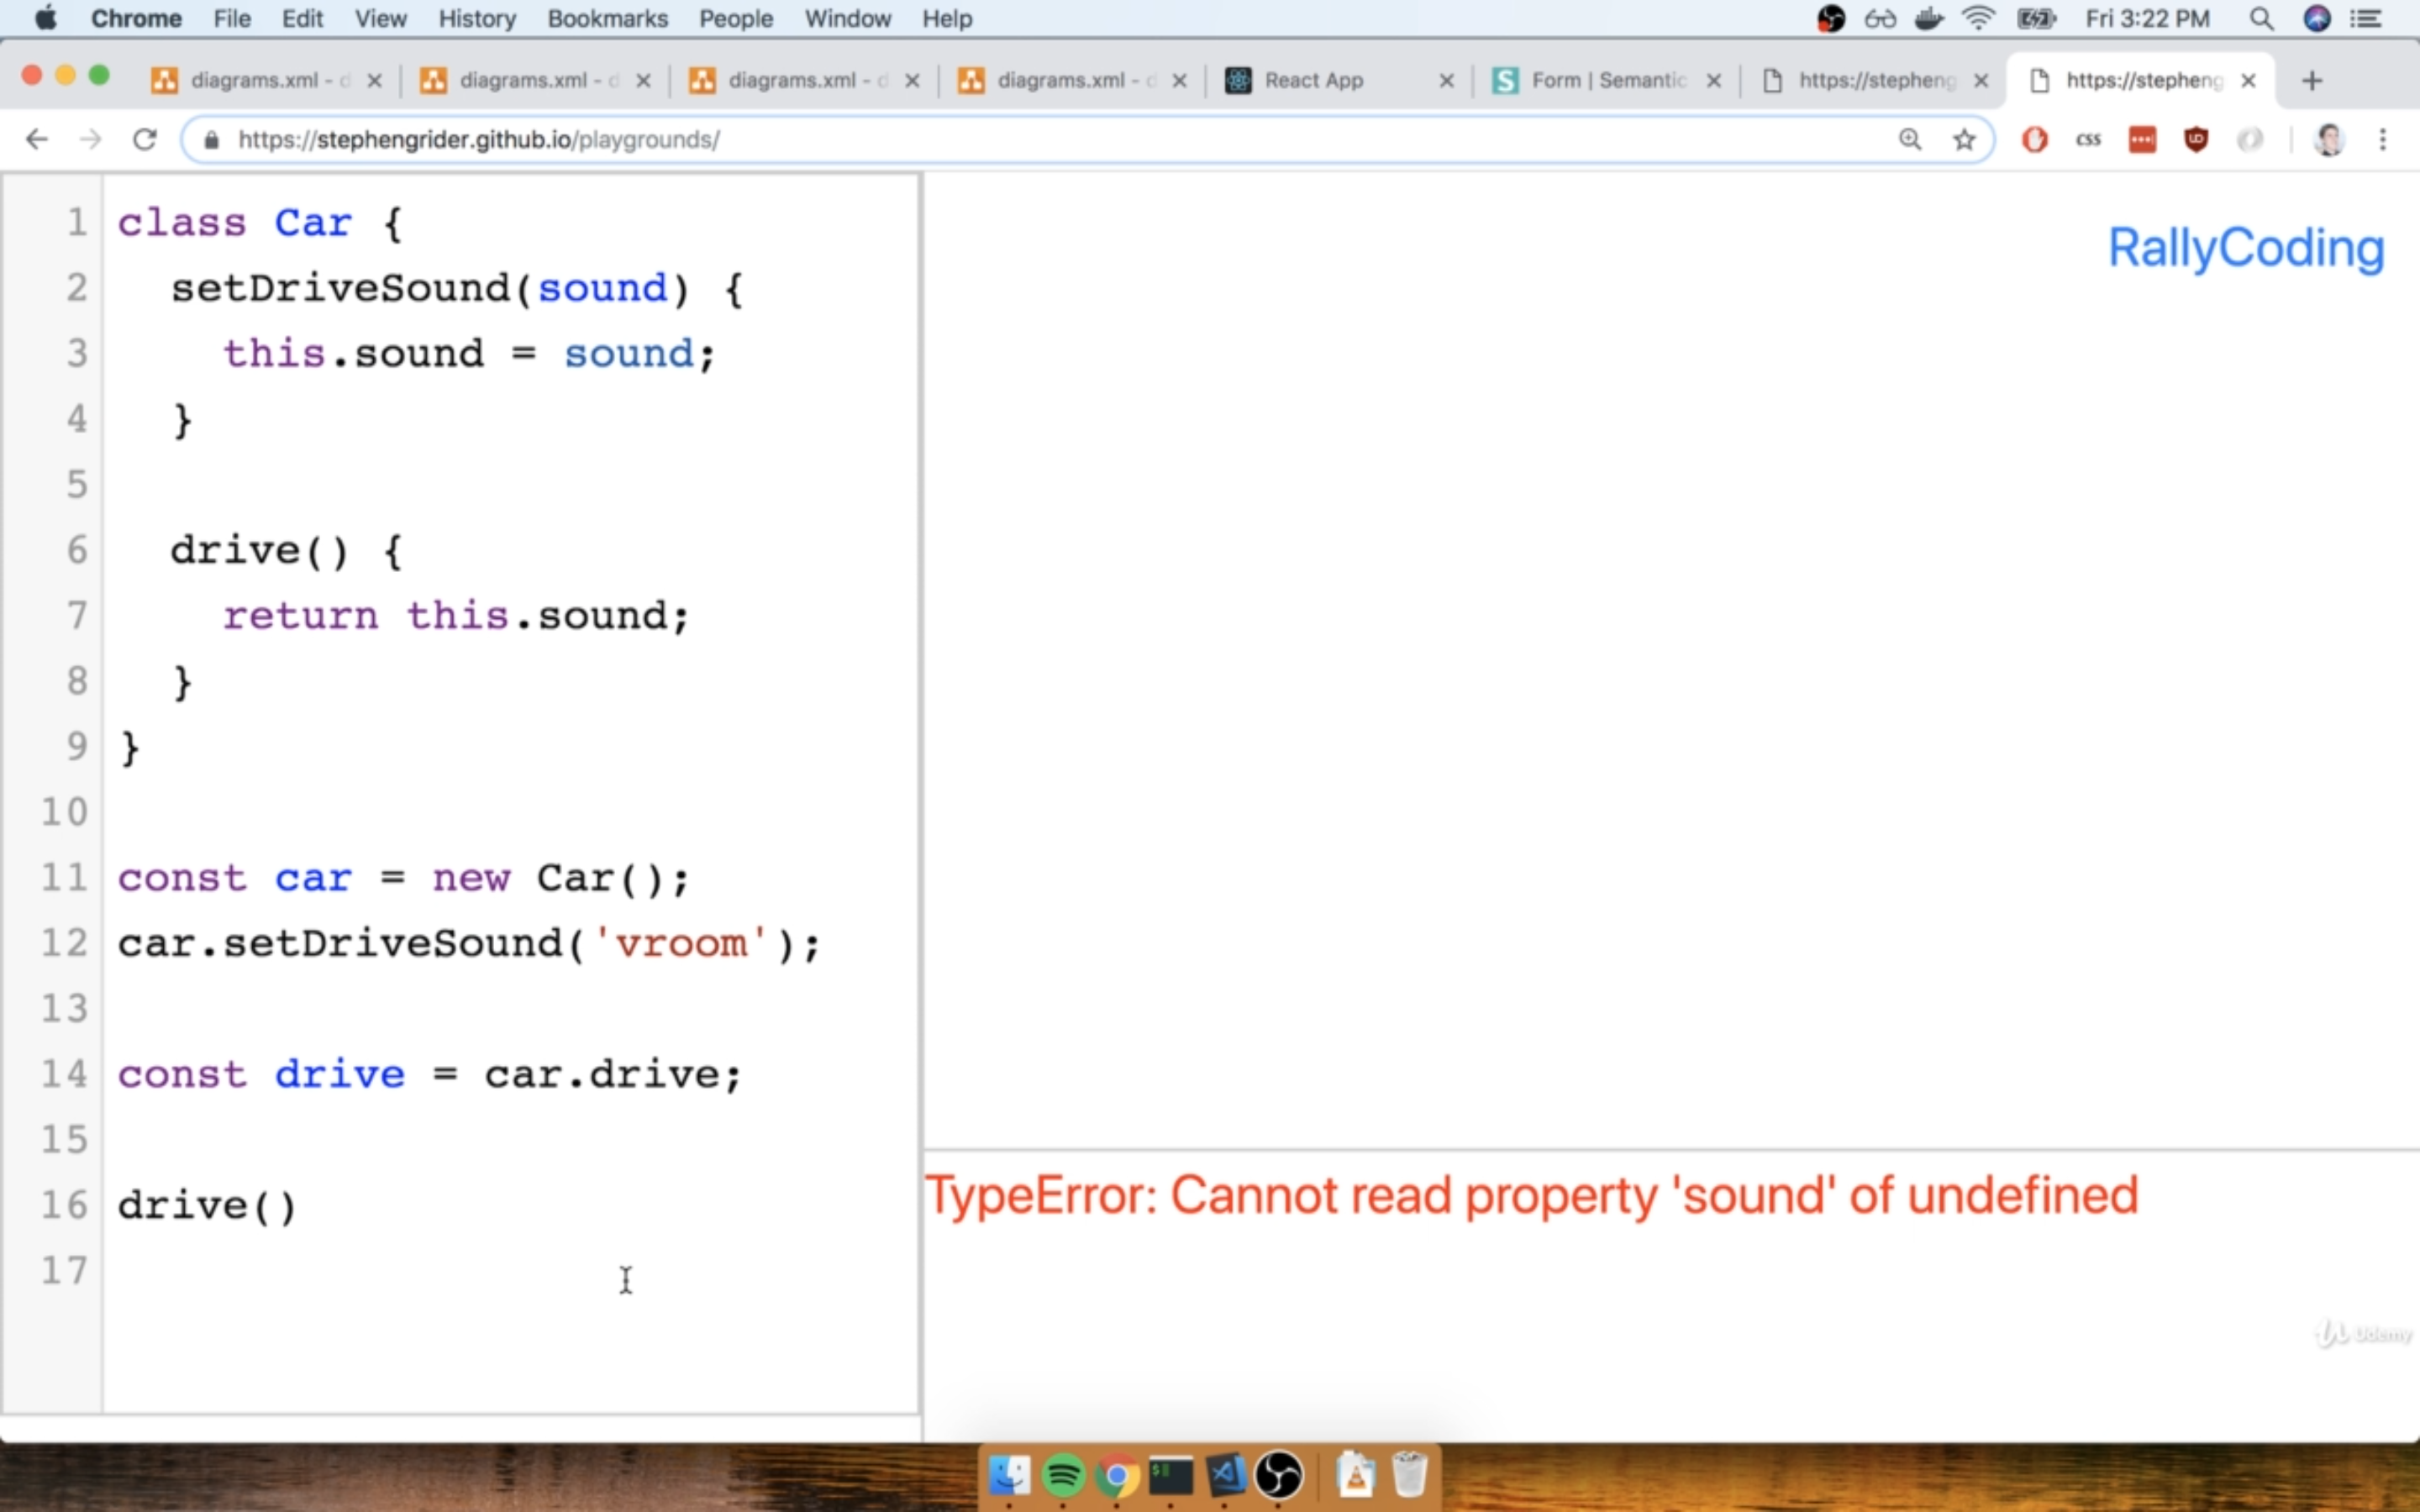 Chrome File Edit View History Bookmarks People Window Help Fri 3:22 PM
diagrams.xml - d diagrams.xml - d diagrams.xml - d diagrams.xml - d React App Form | Semantic https://stepheng https://stepheng
https://stephengrider.github.io/playgrounds/ CSS
RallyCoding
1 class Car {
2 setDriveSound(sound) {
3 this.sound = sound;
4 }
5
6 drive() {
7 return this.sound;
8 }
9 }
10
11 const car = new Car();
12 car.setDriveSound('vroom');
13
14 const drive = car.drive;
15
16 drive()
17
TypeError: Cannot read property 'sound' of undefined
Udemy